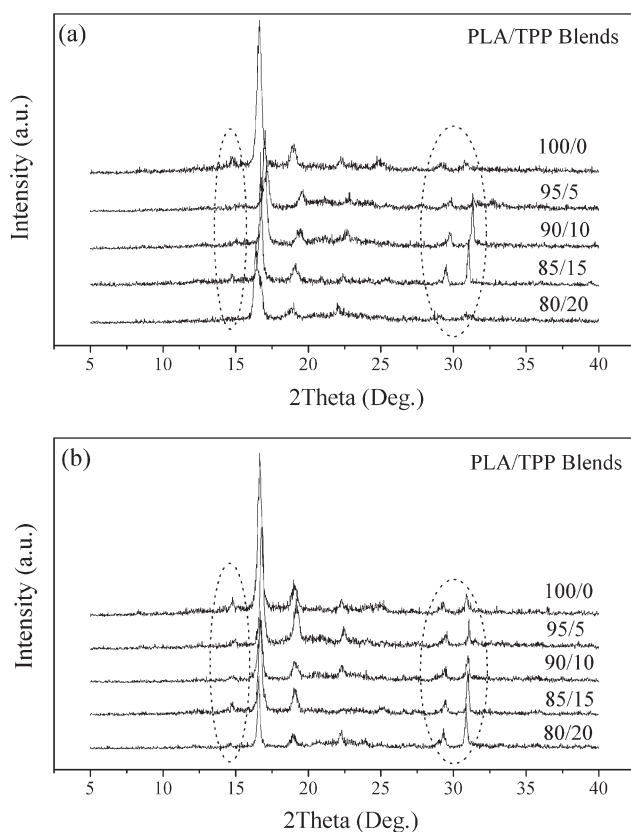 (a)
PLA/TPP Blends
100/0
95/5
90/10
85/15
80/20
Intensity (a.u.)
5 10 15 20 25 30 35 40
2Theta (Deg.)
(b)
PLA/TPP Blends
100/0
95/5
90/10
85/15
80/20
Intensity (a.u.)
5 10 15 20 25 30 35 40
2Theta (Deg.)